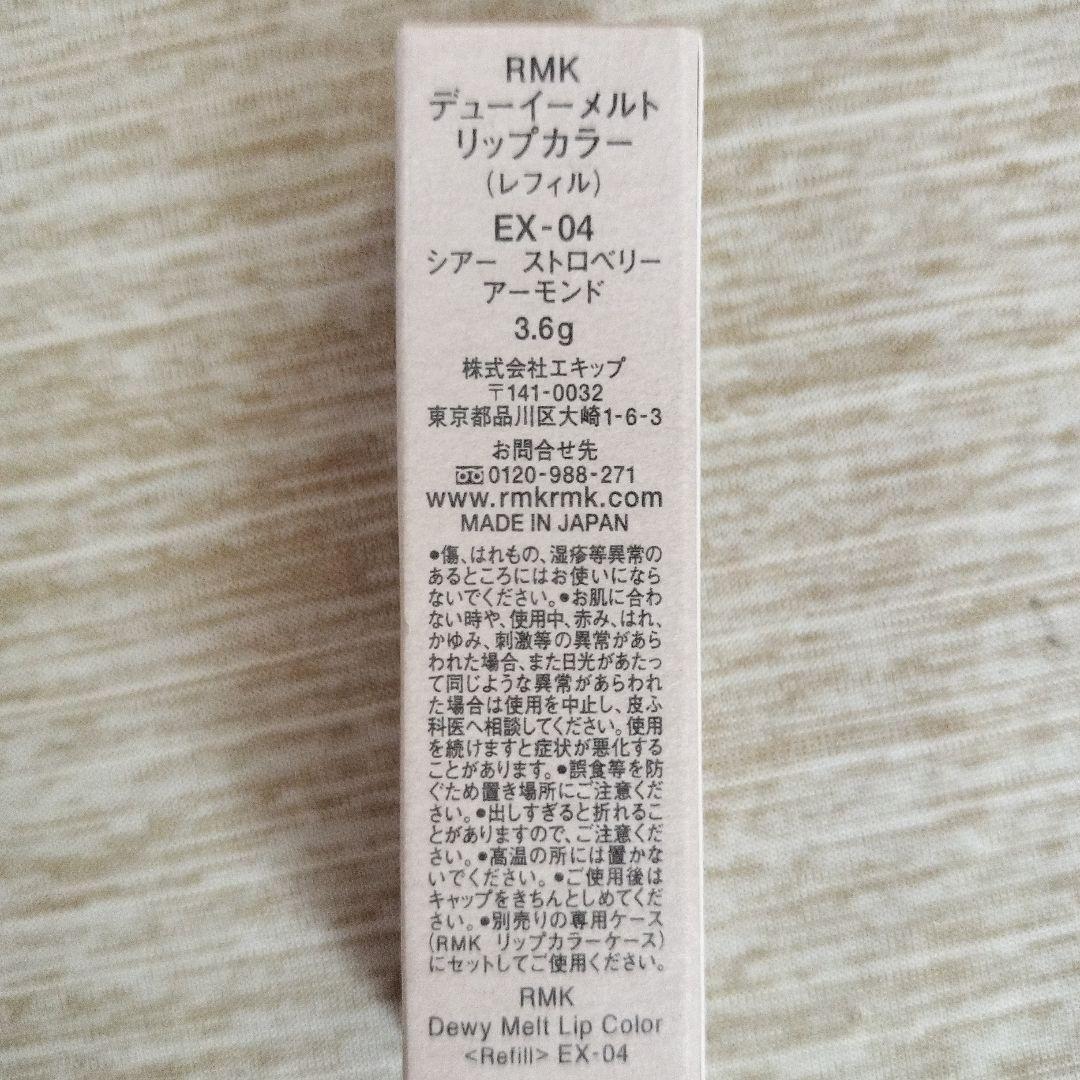 RMK
デューイーメルト
リップカラー
(レフィル)
EX-04
シアー ストロベリー
アーモンド
3.6g
株式会社エキップ
〒141-0032
東京都品川区大崎1-6-3
お問合せ先
0120-988-271
www.rmkrmk.com
MADE IN JAPAN
●傷、はれもの、湿疹等異常の
あるところにはお使いになら
ないでください。●お肌に合わ
ない時や、使用中、赤み、はれ、
かゆみ、刺激等の異常があら
われた場合、また日光があたっ
て同じような異常があらわれ
た場合は使用を中止し、皮ふ
科医へ相談してください。使用
を続けますと症状が悪化する
ことがあります。●誤食等を防
ぐため置き場所にご注意くだ
さい。●出しすぎると折れるこ
とがありますので、ご注意くだ
さい。●高温の所には置かな
いでください。●ご使用後は
キャップをきちんとしめてくだ
さい。●別売りの専用ケース
(RMK リップカラーケース)
にセットしてご使用ください。
RMK
Dewy Melt Lip Color
<Refill> EX-04